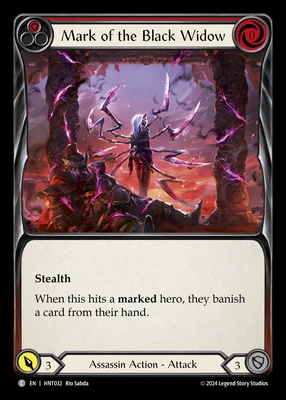 Mark of the Black Widow
Stealth
When this hits a marked hero, they banish
a card from their hand.
3
Assassin Action - Attack
3
C EN | HNT032 Rio Sabda
© 2024 Legend Story Studios